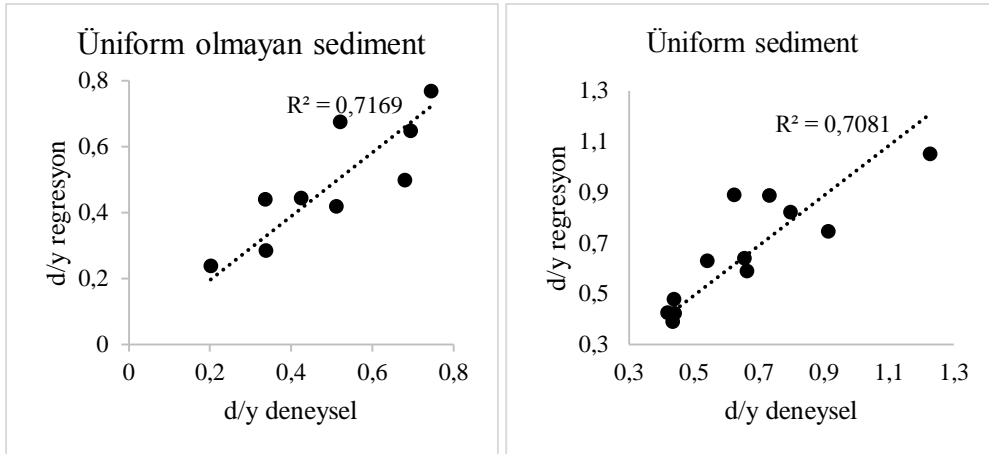 Üniform olmayan sediment
0,8
R² = 0,7169
0,6
0,4
0,2
0
0
0,2
0,4
0,6
0,8
d/y regresyon
d/y deneysel
Üniform sediment
1,3
R² = 0,7081
1,1
0,9
0,7
0,5
0,3
0,3
0,5
0,7
0,9
1,1
1,3
d/y regresyon
d/y deneysel